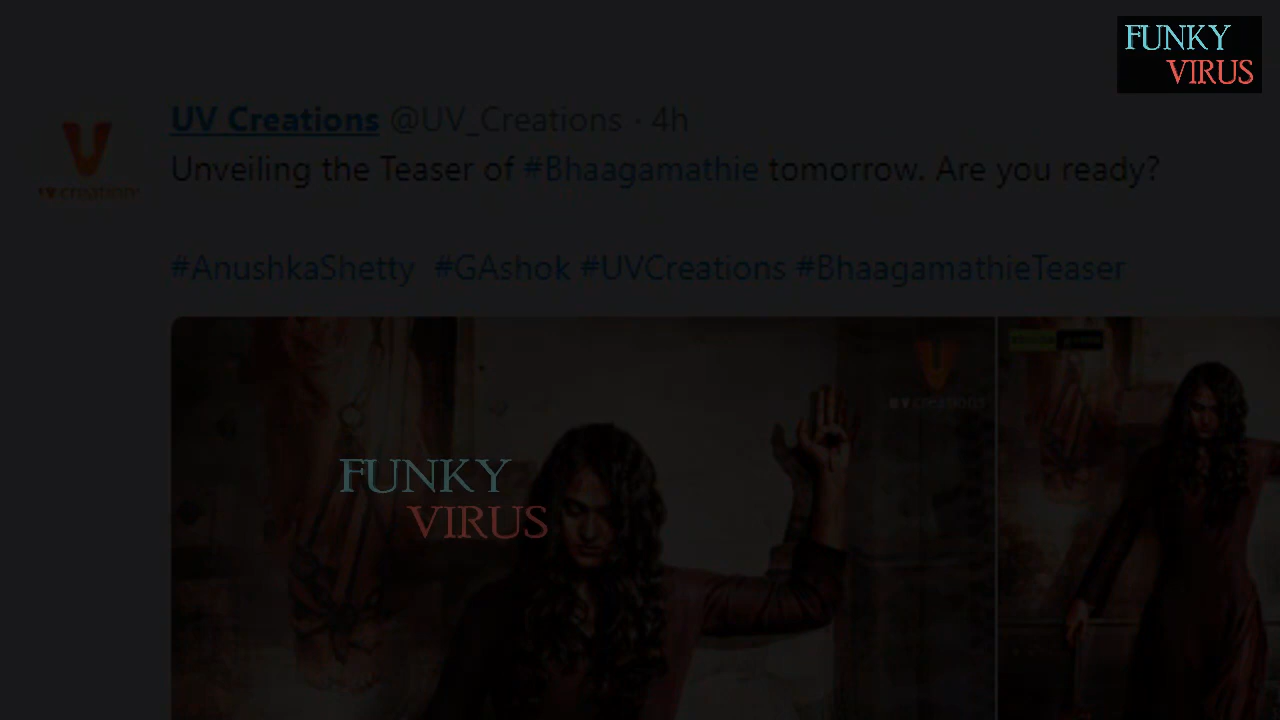 FUNKY
VIRUS
UV Creations @UV_Creations · 4h
Unveiling the Teaser of #Bhaagamathie tomorrow. Are you ready?
#AnushkaShetty #GAshok #UVCreations #BhaagamathieTeaser
creations
creations
FUNKY
VIRUS